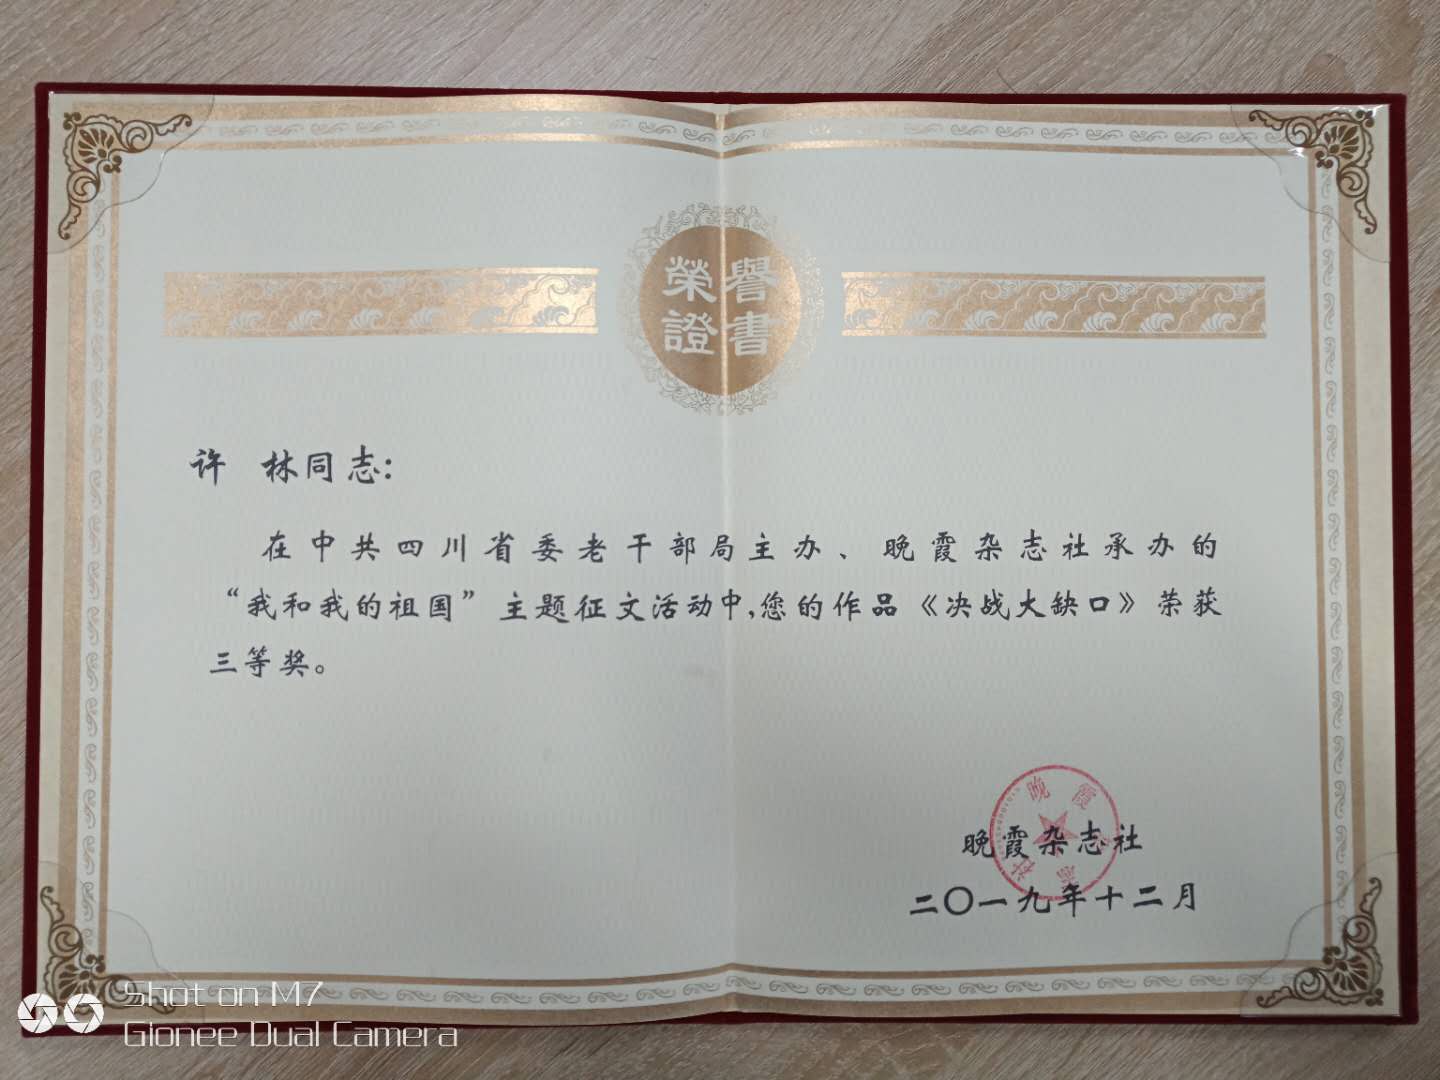 榮譽
證書
许 林同志：
在中共四川省委老干部局主办、晚霞杂志社承办的
“我和我的祖国”主题征文活动中,您的作品《决战大缺口》荣获
三等奖。
晚霞杂志社
二〇一九年十二月
Shot on M7
Gionee Dual Camera